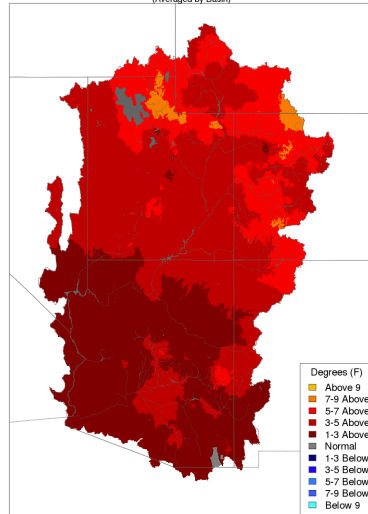 (Averaged by Basin)
Degrees (F)
Above 9
7-9 Above
5-7 Above
3-5 Above
1-3 Above
Normal
1-3 Below
3-5 Below
5-7 Below
7-9 Below
Below 9